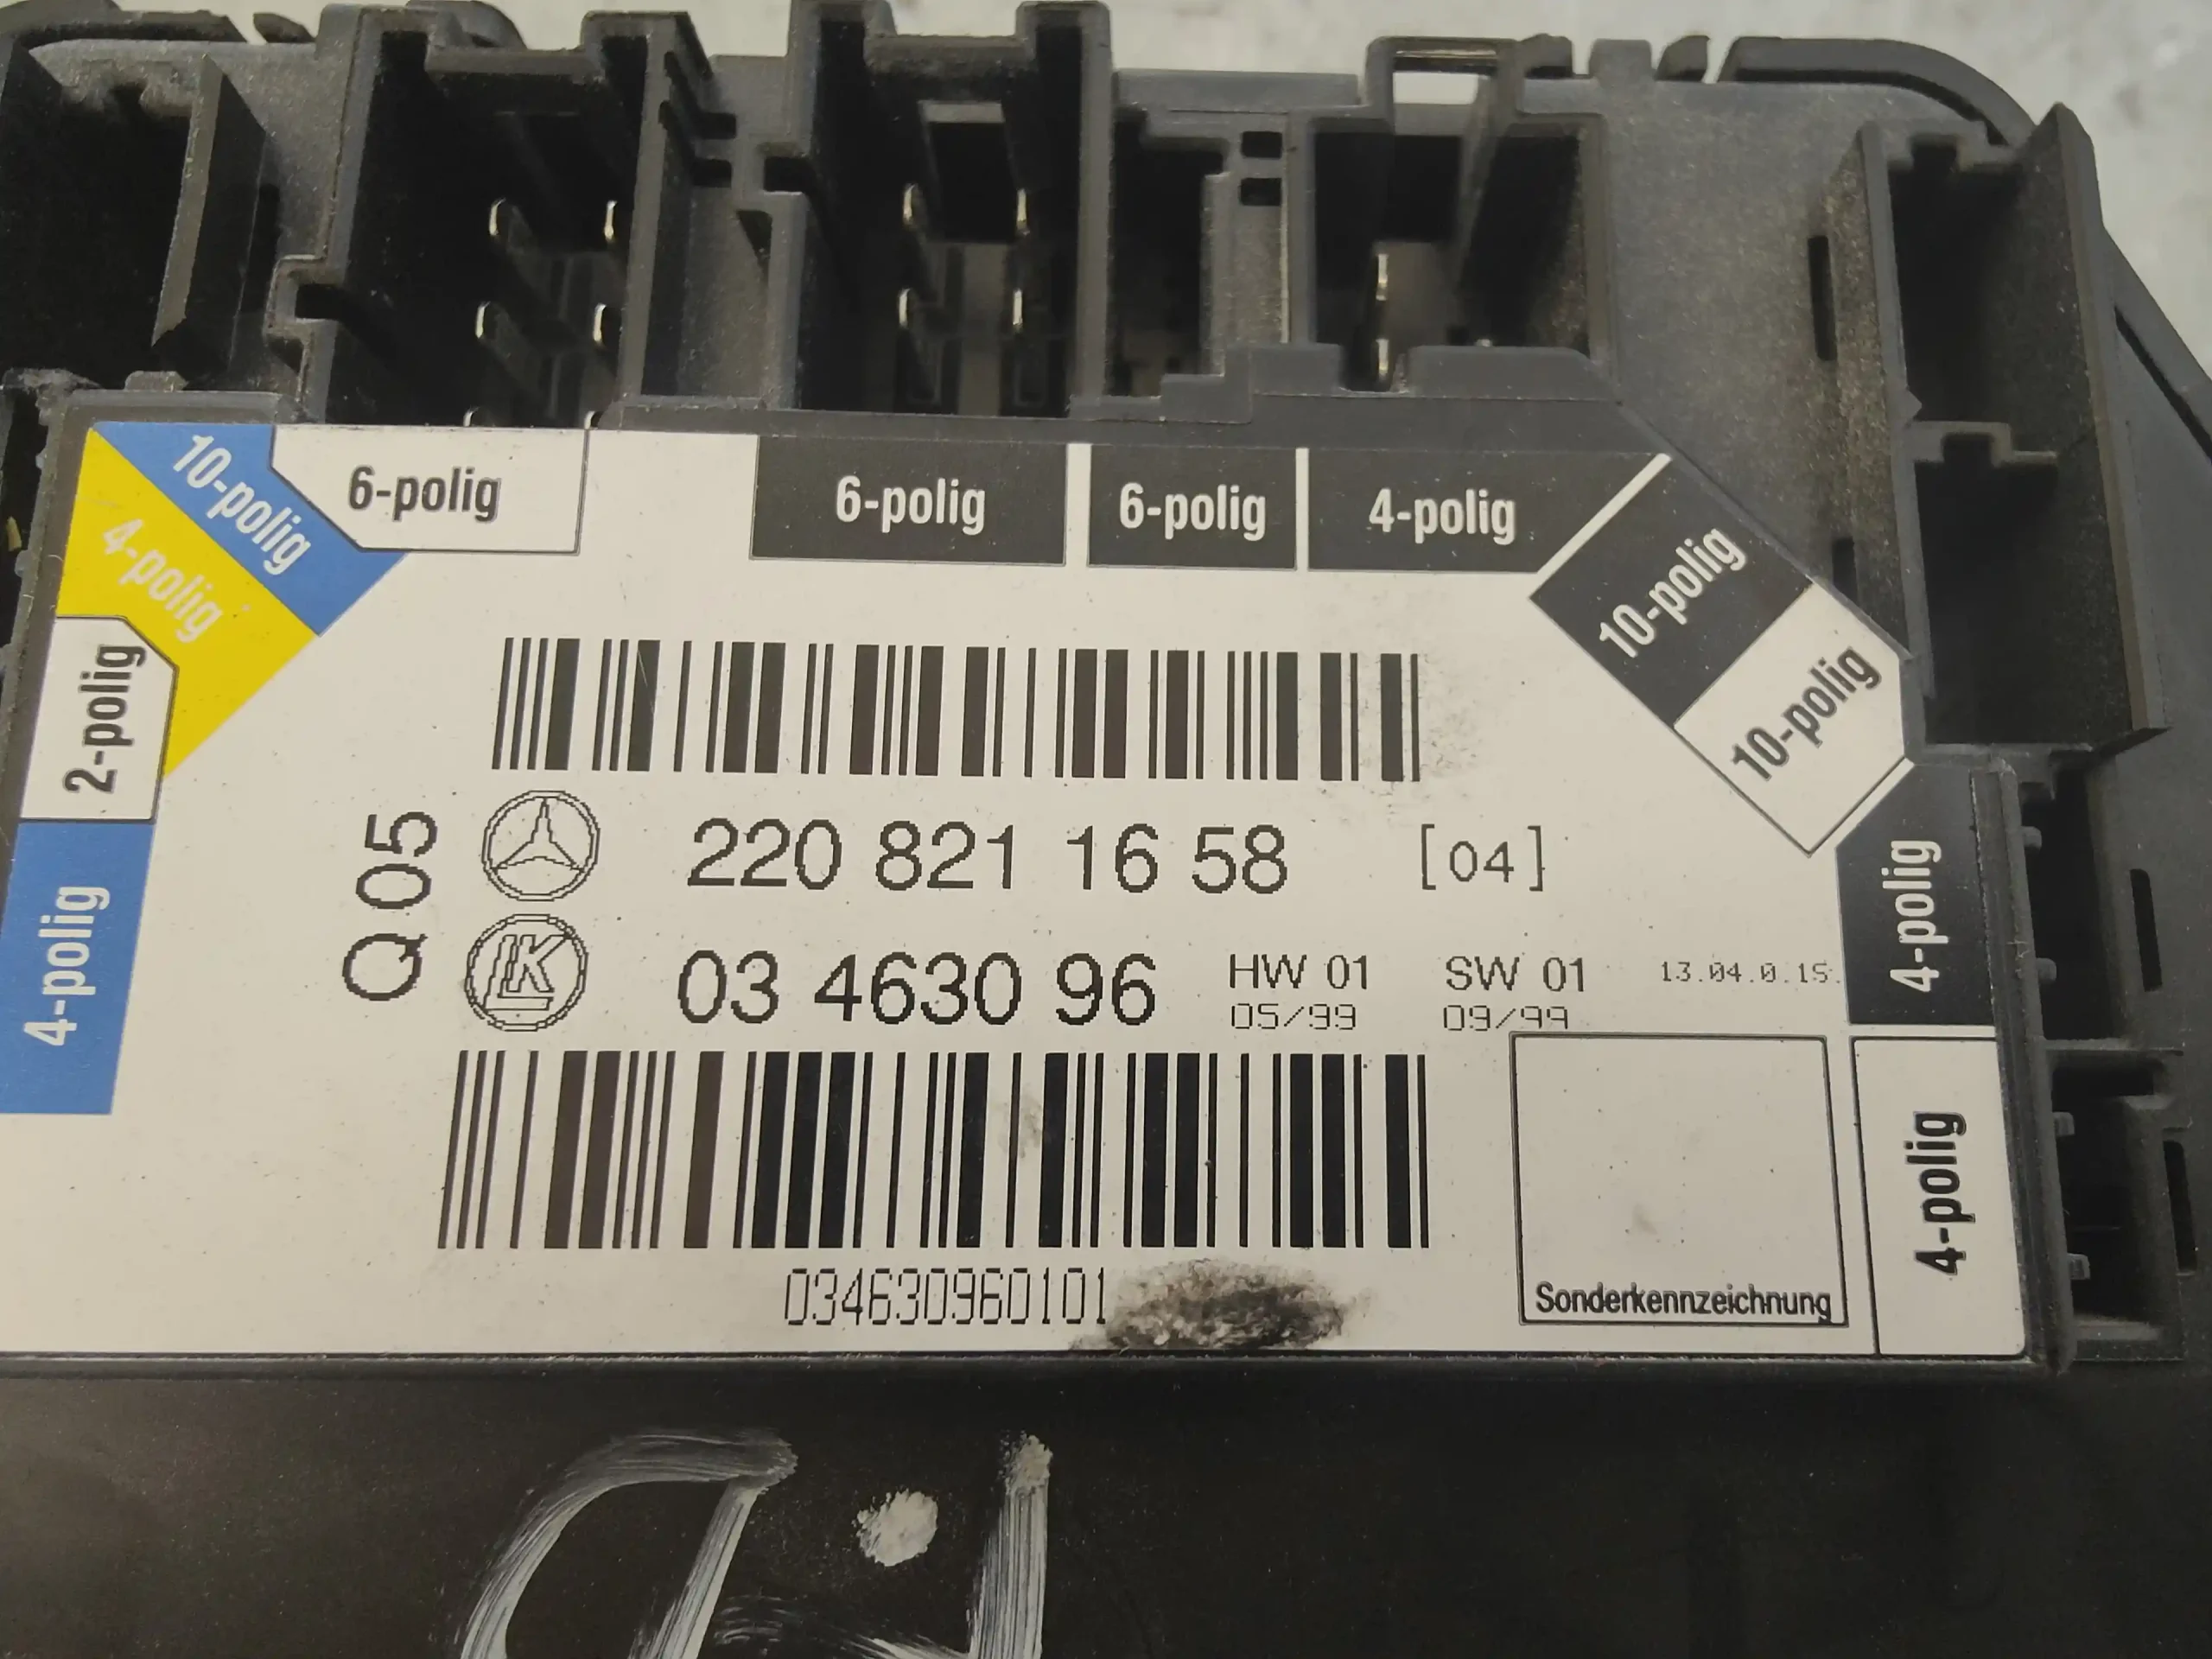 10-polig
6-polig
6-polig
6-polig
4-polig
10-polig
10-polig
4-polig
2-polig
4-polig
4-polig
4-polig
Q05
220 821 16 58 [04]
LK
03 4630 96 HW 01 SW 01 13.04.0.15.
05/99 09/99
034630960101
Sonderkennzeichnung